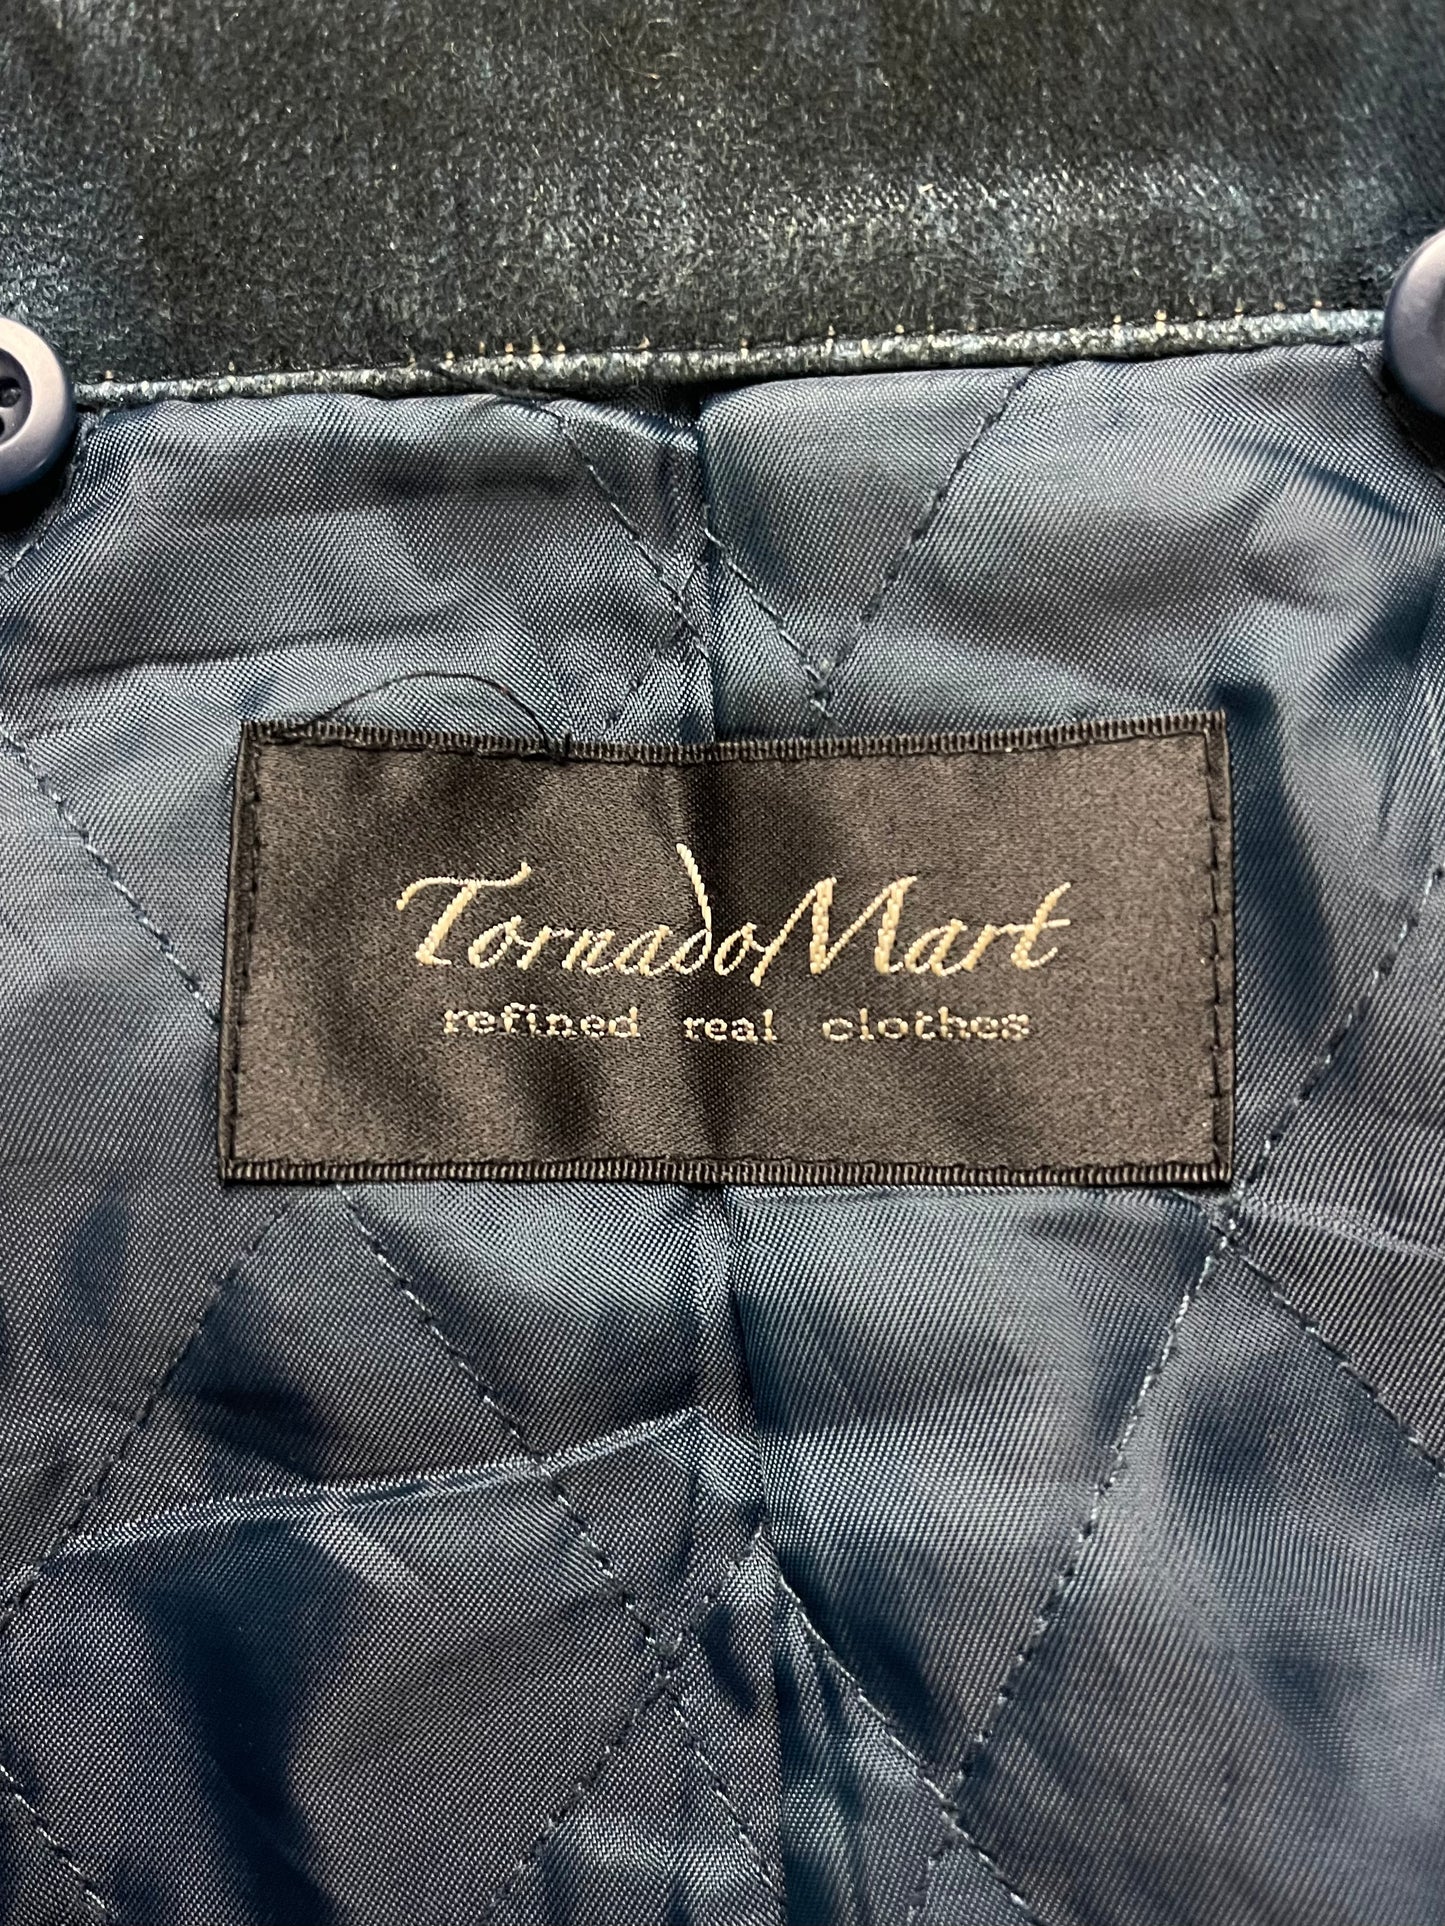 TornadoMart
refined real clothes